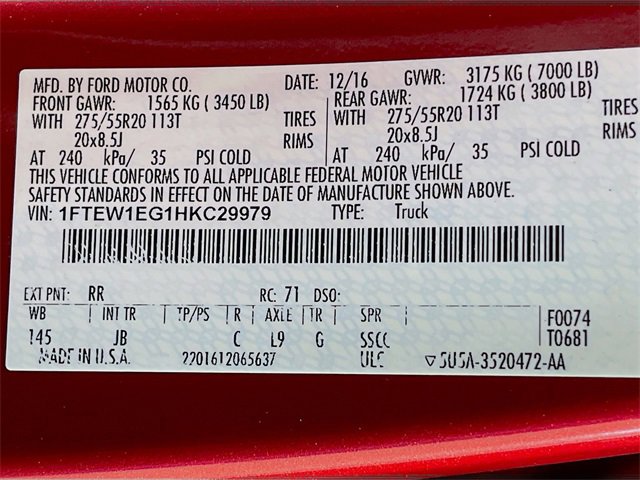 MFD. BY FORD MOTOR CO. DATE: 12/16 GVWR: 3175 KG ( 7000 LB)
FRONT GAWR: 1565 KG ( 3450 LB) REAR GAWR: 1724 KG ( 3800 LB)
WITH 275/55R20 113T TIRES WITH 275/55R20 113T TIRES
20x8.5J RIMS 20x8.5J RIMS
AT 240 kPa/ 35 PSI COLD AT 240 kPa/ 35 PSI COLD
THIS VEHICLE CONFORMS TO ALL APPLICABLE FEDERAL MOTOR VEHICLE
SAFETY STANDARDS IN EFFECT ON THE DATE OF MANUFACTURE SHOWN ABOVE.
VIN: 1FTEW1EG1HKC29979 TYPE: Truck
EXT PNT: RR RC: 71 DSO:
WB | INT TR | TP/PS | R | AXLE | TR | SPR | F0074
145 JB C L9 G SSCC T0681
MADE IN U.S.A. 2201612065637 ULC ▽5U5A-3520472-AA